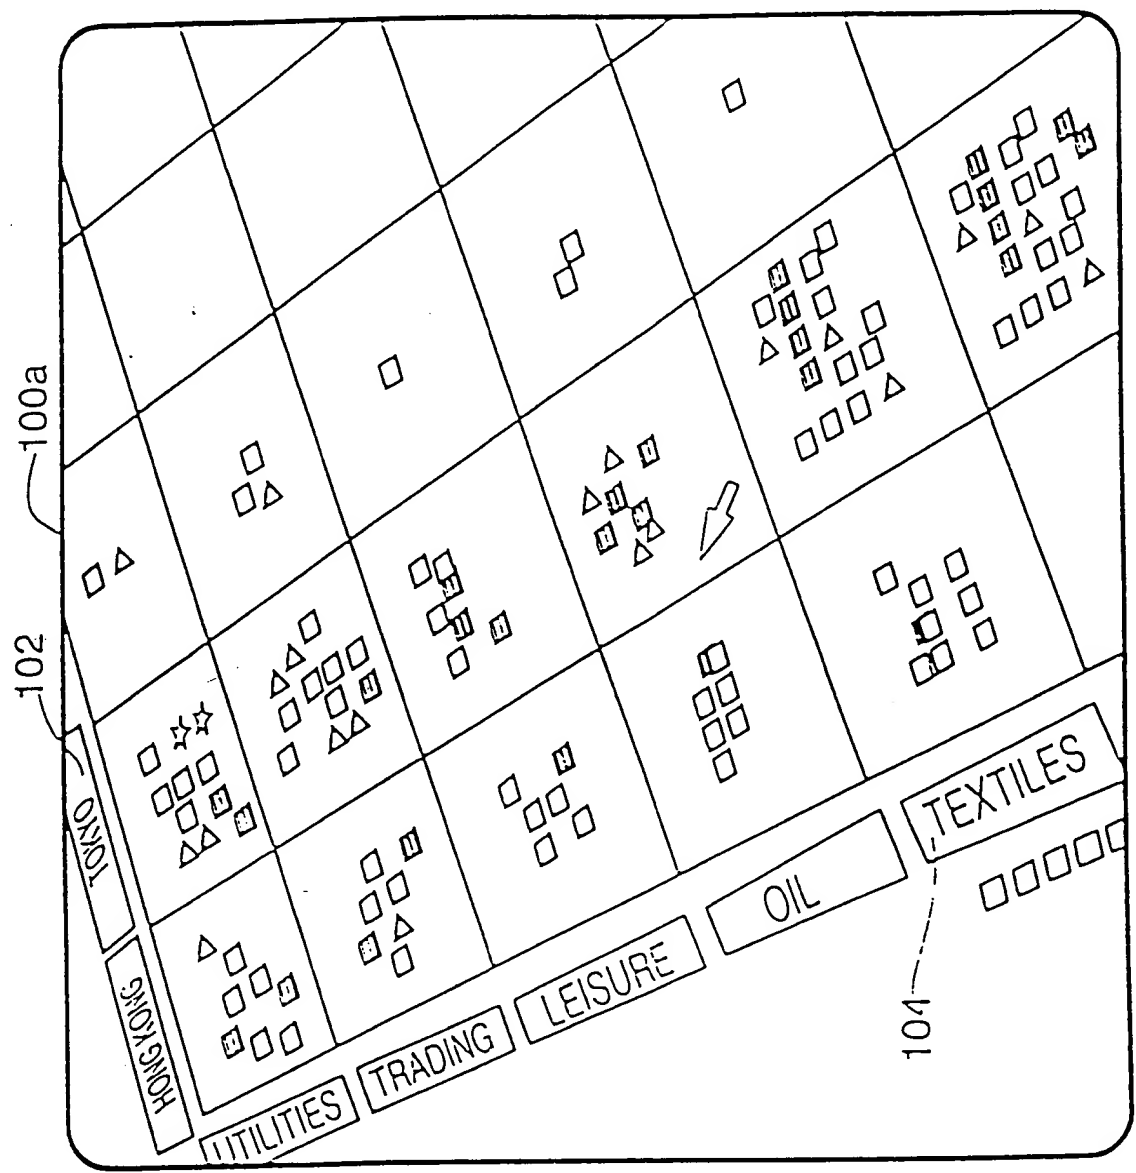 100a
102
TOKYO
HONG KONG
UTILITIES
TRADING
LEISURE
OIL
TEXTILES
104